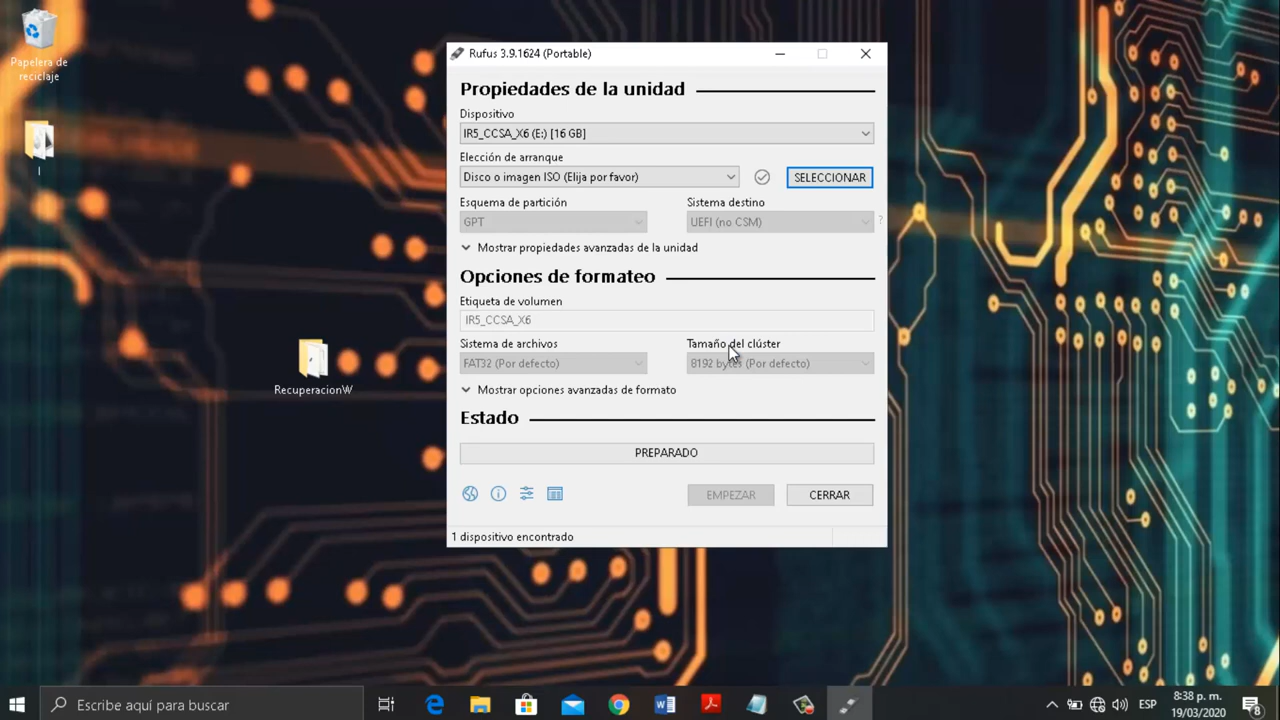 Papelera de
reciclaje
I
RecuperacionW
Rufus 3.9.1624 (Portable)
Propiedades de la unidad
Dispositivo
IR5_CCSA_X6 (E:) [16 GB]
Elección de arranque
Disco o imagen ISO (Elija por favor)
SELECCIONAR
Esquema de partición
Sistema destino
GPT
UEFI (no CSM)
?
Mostrar propiedades avanzadas de la unidad
Opciones de formateo
Etiqueta de volumen
IR5_CCSA_X6
Sistema de archivos
Tamaño del clúster
FAT32 (Por defecto)
8192 bytes (Por defecto)
Mostrar opciones avanzadas de formato
Estado
PREPARADO
EMPEZAR
CERRAR
1 dispositivo encontrado
Escribe aquí para buscar
ESP
8:38 p. m.
19/03/2020
8